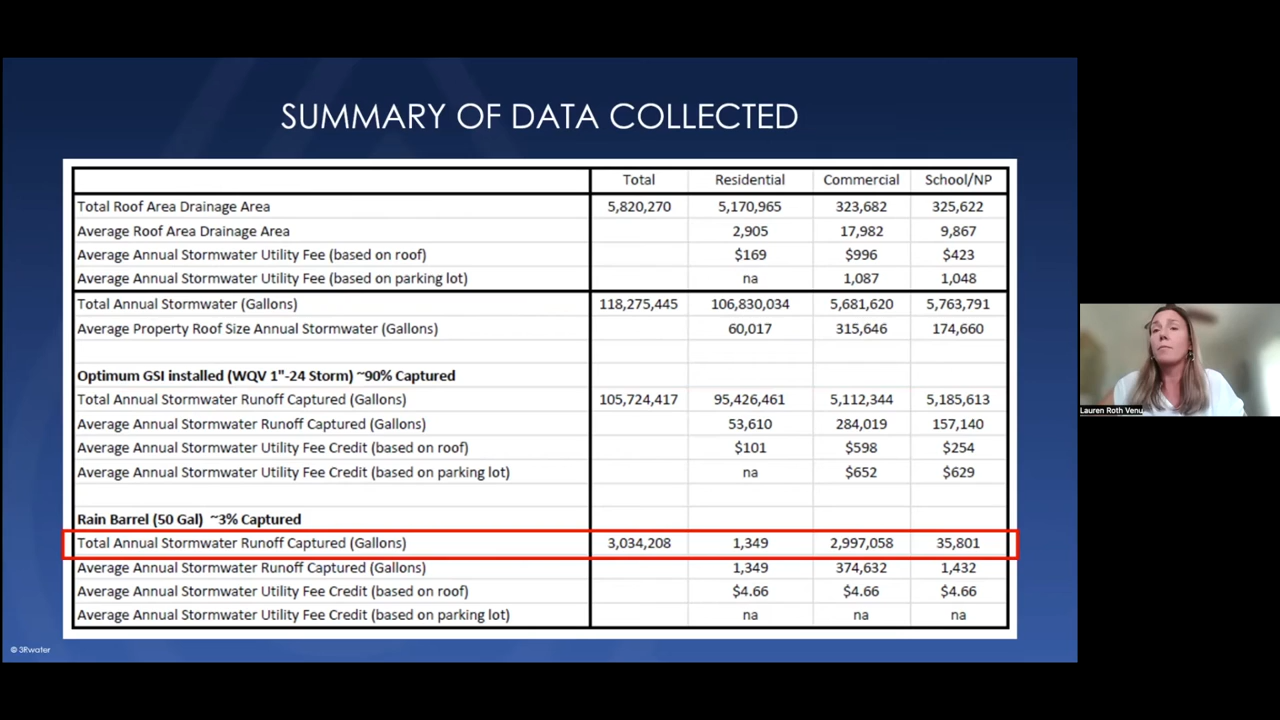 SUMMARY OF DATA COLLECTED
Total Residential Commercial School/NP
Total Roof Area Drainage Area 5,820,270 5,170,965 323,682 325,622
Average Roof Area Drainage Area 2,905 17,982 9,867
Average Annual Stormwater Utility Fee (based on roof) $169 $996 $423
Average Annual Stormwater Utility Fee (based on parking lot) na 1,087 1,048
Total Annual Stormwater (Gallons) 118,275,445 106,830,034 5,681,620 5,763,791
Average Property Roof Size Annual Stormwater (Gallons) 60,017 315,646 174,660
Optimum GSI installed (WQV 1"-24 Storm) ~90% Captured
Total Annual Stormwater Runoff Captured (Gallons) 105,724,417 95,426,461 5,112,344 5,185,613
Average Annual Stormwater Runoff Captured (Gallons) 53,610 284,019 157,140
Average Annual Stormwater Utility Fee Credit (based on roof) $101 $598 $254
Average Annual Stormwater Utility Fee Credit (based on parking lot) na $652 $629
Rain Barrel (50 Gal) ~3% Captured
Total Annual Stormwater Runoff Captured (Gallons) 3,034,208 1,349 2,997,058 35,801
Average Annual Stormwater Runoff Captured (Gallons) 1,349 374,632 1,432
Average Annual Stormwater Utility Fee Credit (based on roof) $4.66 $4.66 $4.66
Average Annual Stormwater Utility Fee Credit (based on parking lot) na na na
© 3Rwater
Lauren Roth Venu